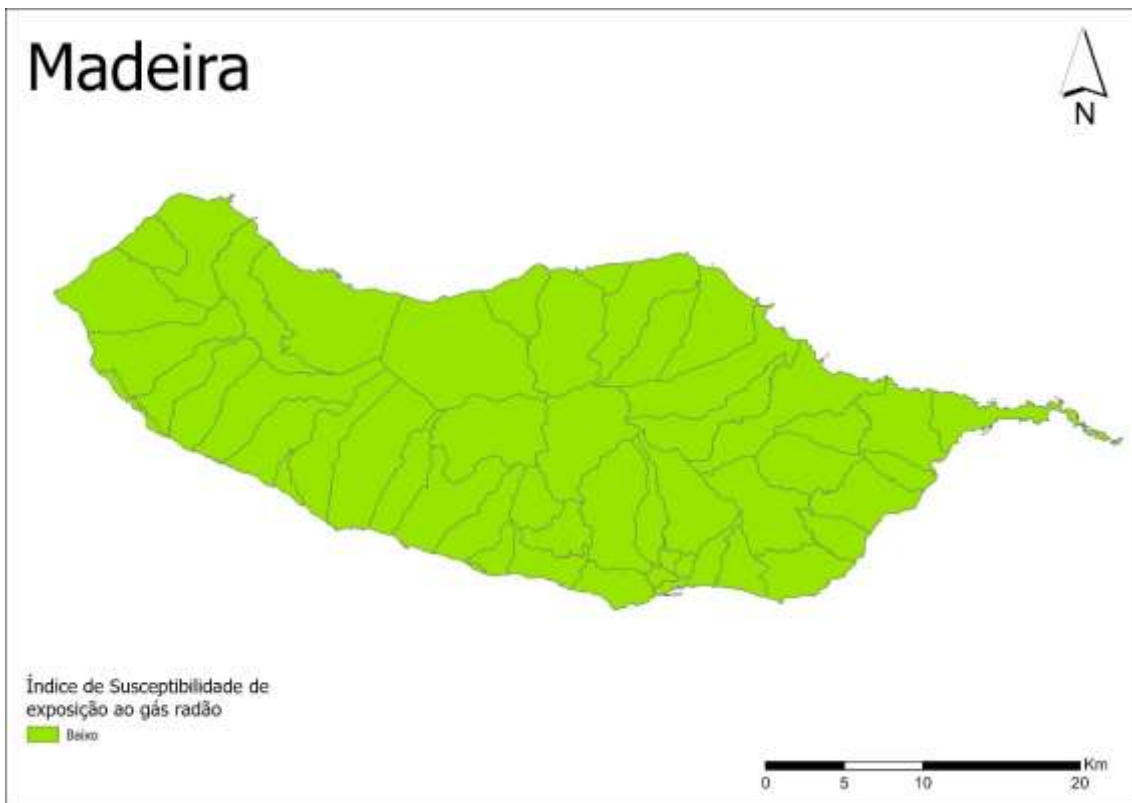 Madeira
N
Índice de Susceptibilidade de
exposição ao gás radão
Baixo
Km
0 5 10 20